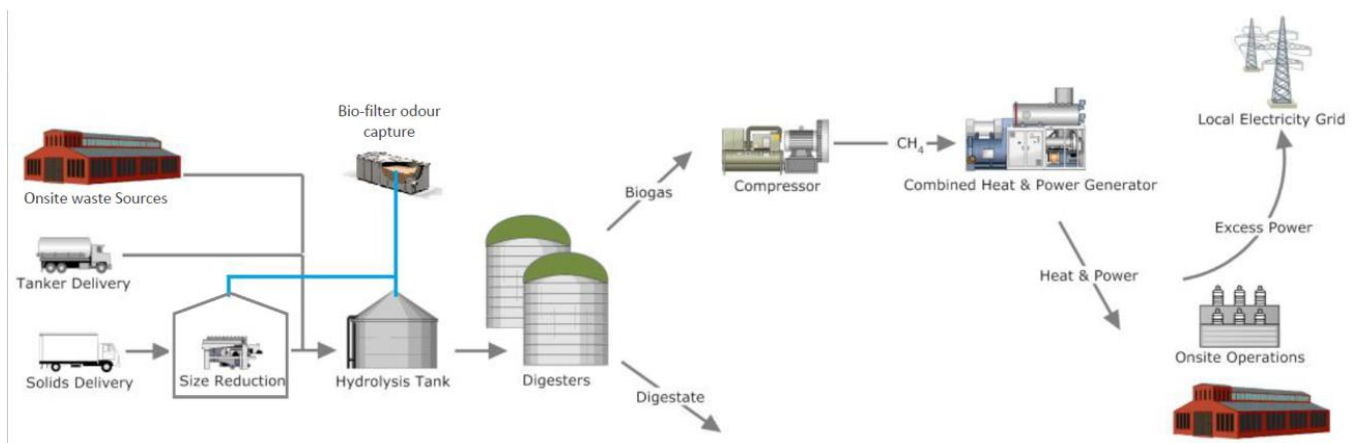 Bio-filter odour
capture
Local Electricity Grid
Onsite waste Sources
Compressor
CH₄
Combined Heat & Power Generator
Biogas
Excess Power
Tanker Delivery
Heat & Power
Solids Delivery
Size Reduction
Hydrolysis Tank
Digesters
Digestate
Onsite Operations